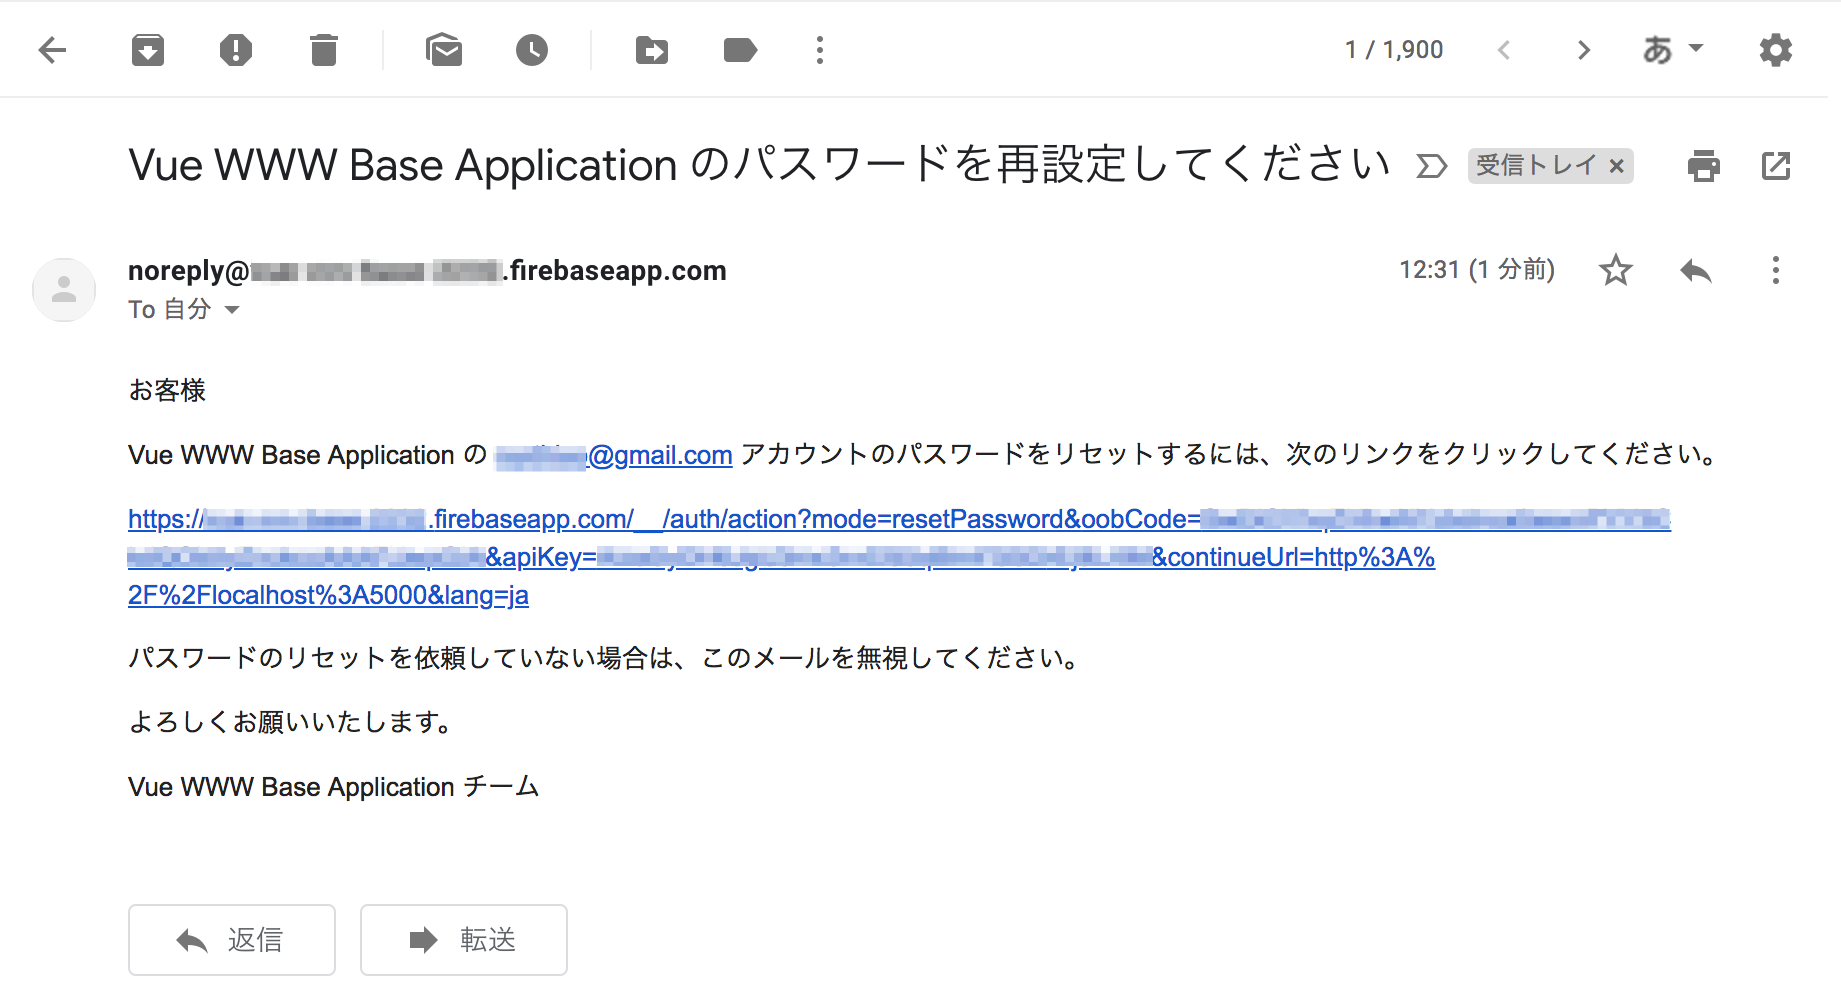 1 / 1,900 あ
Vue WWW Base Application のパスワードを再設定してください 受信トレイ ×
noreply@ .firebaseapp.com 12:31 (1 分前)
To 自分
お客様
Vue WWW Base Application の @gmail.com アカウントのパスワードをリセットするには、次のリンクをクリックしてください。
https:// .firebaseapp.com/__/auth/action?mode=resetPassword&oobCode=
&apiKey= &continueUrl=http%3A%
2F%2Flocalhost%3A5000&lang=ja
パスワードのリセットを依頼していない場合は、このメールを無視してください。
よろしくお願いいたします。
Vue WWW Base Application チーム
返信 転送